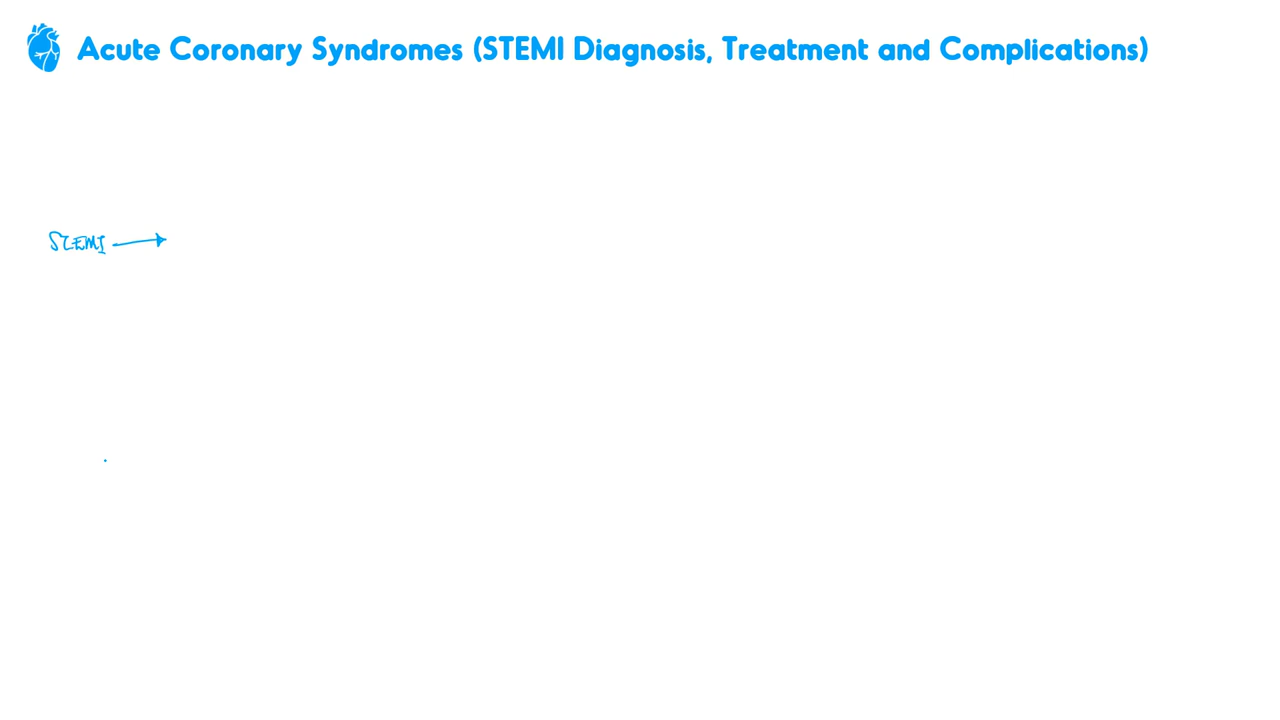 Acute Coronary Syndromes (STEMI Diagnosis, Treatment and Complications)
STEMI